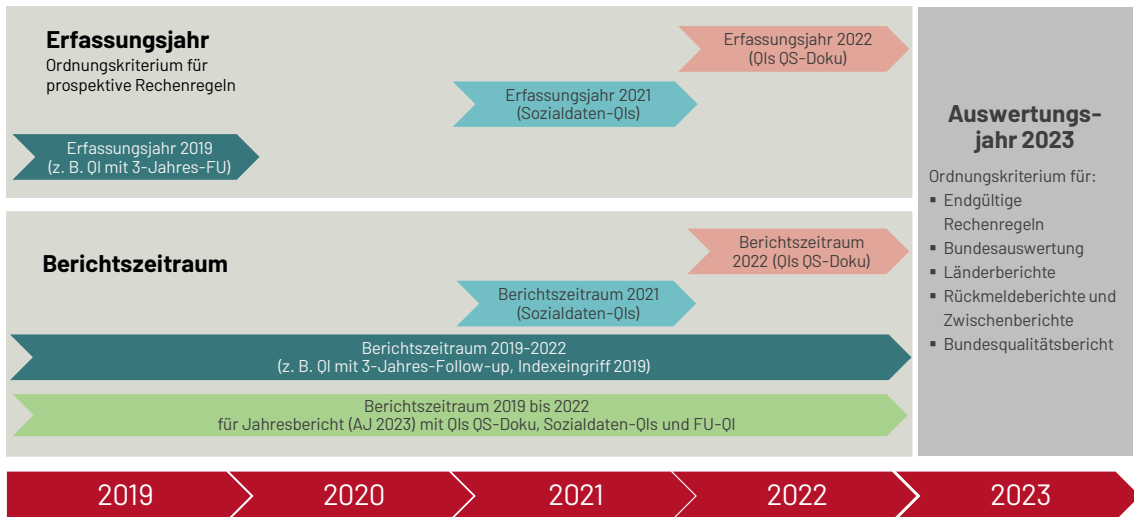 Erfassungsjahr
Ordnungskriterium für
prospektive Rechenregeln
Erfassungsjahr 2022
(QIs QS-Doku)
Erfassungsjahr 2021
(Sozialdaten-QIs)
Erfassungsjahr 2019
(z. B. QI mit 3-Jahres-FU)
Berichtszeitraum
Berichtszeitraum
2022 (QIs QS-Doku)
Berichtszeitraum 2021
(Sozialdaten-QIs)
Berichtszeitraum 2019-2022
(z. B. QI mit 3-Jahres-Follow-up, Indexeingriff 2019)
Berichtszeitraum 2019 bis 2022
für Jahresbericht (AJ 2023) mit QIs QS-Doku, Sozialdaten-QIs und FU-QI
Auswertungs-
jahr 2023
Ordnungskriterium für:
▪ Endgültige
Rechenregeln
▪ Bundesauswertung
▪ Länderberichte
▪ Rückmeldeberichte und
Zwischenberichte
▪ Bundesqualitätsbericht
2019
2020
2021
2022
2023